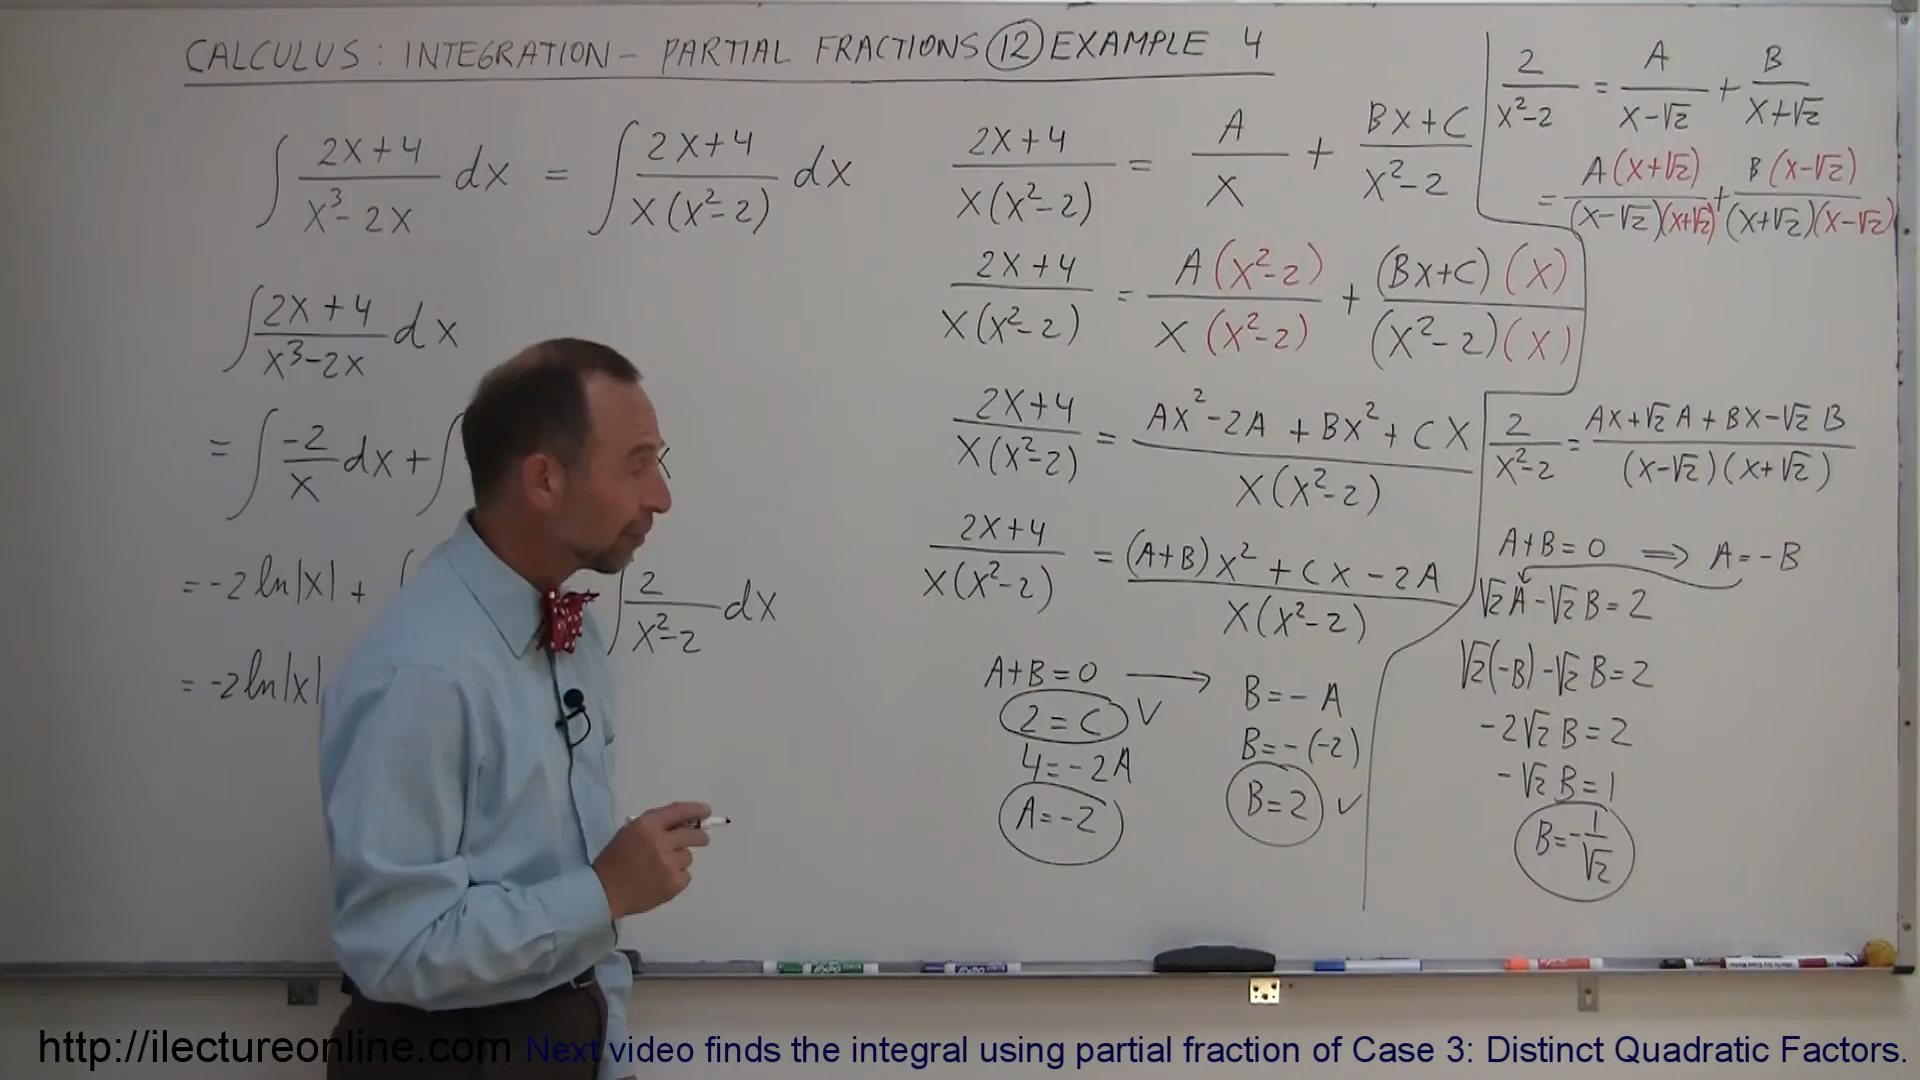 CALCULUS: INTEGRATION – PARTIAL FRACTIONS (12) EXAMPLE 4
∫ (2x+4)/(x³-2x) dx = ∫ (2x+4)/(x(x²-2)) dx
∫ (2x+4)/(x³-2x) dx
= ∫ -2/x dx + ∫
= -2 ln|x| + ∫ 2/(x²-2) dx
= -2 ln|x|
(2x+4)/(x(x²-2)) = A/x + (Bx+C)/(x²-2)
(2x+4)/(x(x²-2)) = A(x²-2)/(x(x²-2)) + (Bx+C)(x)/((x²-2)(x))
(2x+4)/(x(x²-2)) = (Ax²-2A+Bx²+Cx)/(x(x²-2))
(2x+4)/(x(x²-2)) = ((A+B)x²+Cx-2A)/(x(x²-2))
A+B=0 → B=-A
2=C ✓
B=-(-2)
4=-2A
B=2 ✓
A=-2
2/(x²-2) = A/(x-√2) + B/(x+√2)
= A(x+√2)/((x-√2)(x+√2)) + B(x-√2)/((x+√2)(x-√2))
2/(x²-2) = (Ax+√2A+Bx-√2B)/((x-√2)(x+√2))
A+B=0 ⇒ A=-B
√2A-√2B=2
√2(-B)-√2B=2
-2√2B=2
-√2B=1
B=-1/√2
http://ilectureonline.com Next video finds the integral using partial fraction of Case 3: Distinct Quadratic Factors.